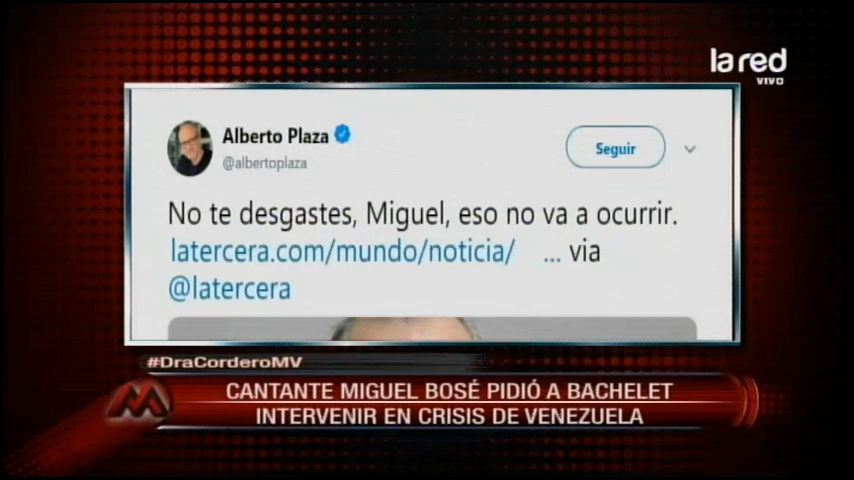 la red
VIVO
Alberto Plaza
@albertoplaza
Seguir
No te desgastes, Miguel, eso no va a ocurrir.
latercera.com/mundo/noticia/ ... via
@latercera
#DraCorderoMV
CANTANTE MIGUEL BOSÉ PIDIÓ A BACHELET
INTERVENIR EN CRISIS DE VENEZUELA